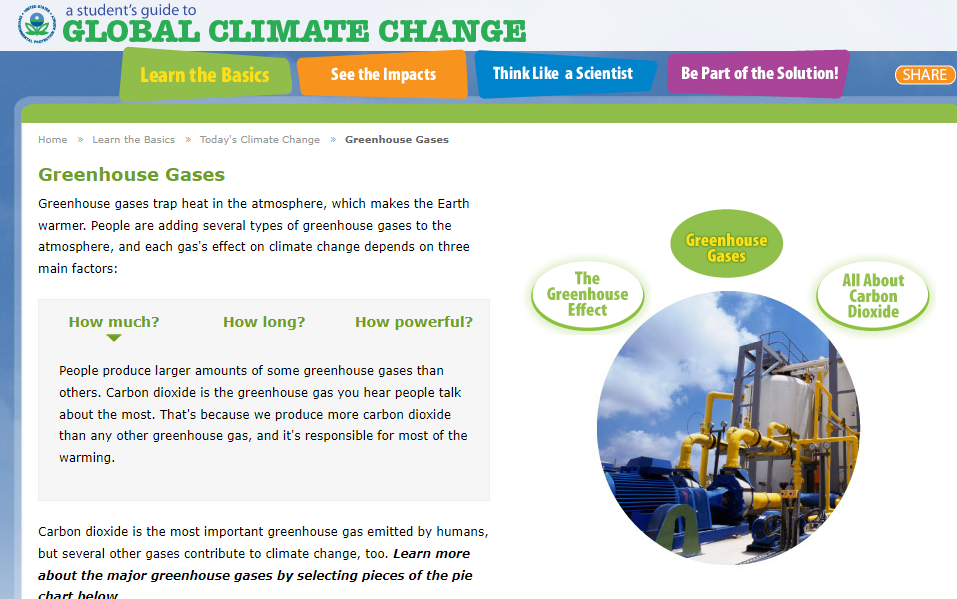 a student's guide to
GLOBAL CLIMATE CHANGE
Learn the Basics
See the Impacts
Think Like a Scientist
Be Part of the Solution!
SHARE
Home » Learn the Basics » Today's Climate Change » Greenhouse Gases
Greenhouse Gases
Greenhouse gases trap heat in the atmosphere, which makes the Earth
warmer. People are adding several types of greenhouse gases to the
atmosphere, and each gas's effect on climate change depends on three
main factors:
How much?
How long?
How powerful?
People produce larger amounts of some greenhouse gases than
others. Carbon dioxide is the greenhouse gas you hear people talk
about the most. That's because we produce more carbon dioxide
than any other greenhouse gas, and it's responsible for most of the
warming.
Carbon dioxide is the most important greenhouse gas emitted by humans,
but several other gases contribute to climate change, too. Learn more
about the major greenhouse gases by selecting pieces of the pie
chart below
Greenhouse
Gases
The
Greenhouse
Effect
All About
Carbon
Dioxide